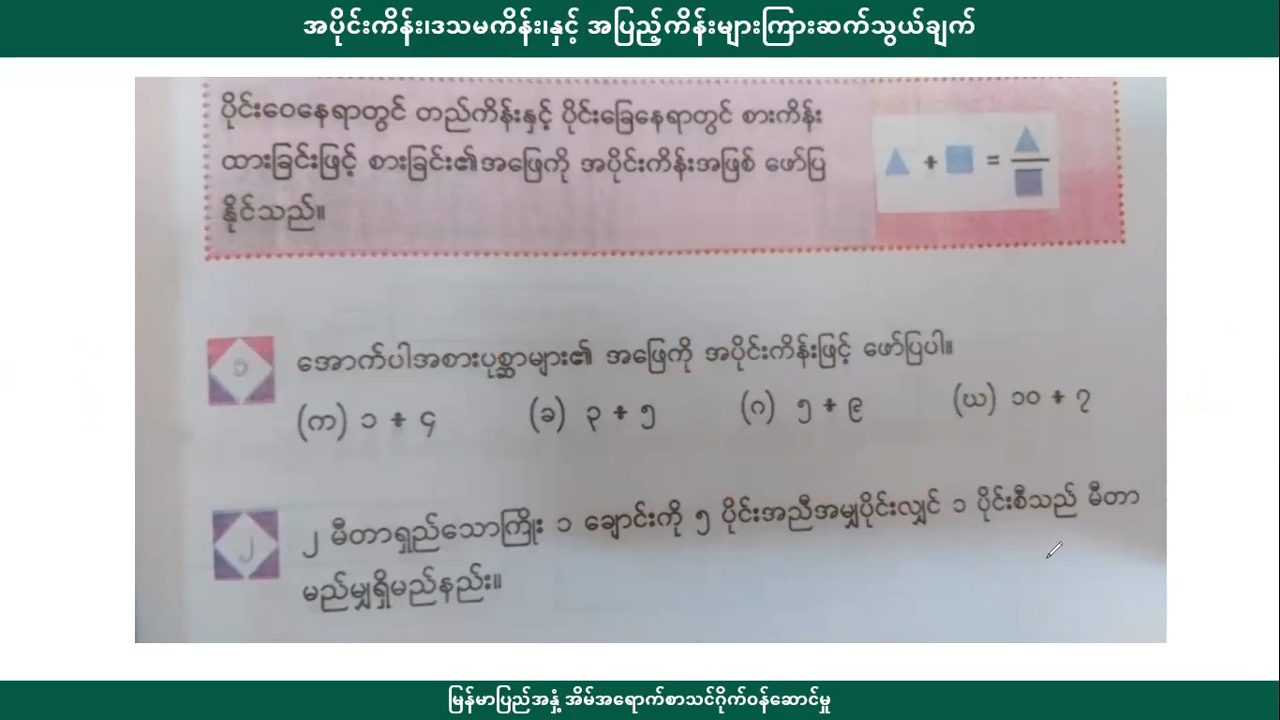 အပိုင်းကိန်း၊ဒသမကိန်း၊နှင့် အပြည့်ကိန်းများကြားဆက်သွယ်ချက်
ပိုင်းဝေနေရာတွင် တည်ကိန်းနှင့် ပိုင်းခြေနေရာတွင် စားကိန်း
ထားခြင်းဖြင့် စားခြင်း၏အဖြေကို အပိုင်းကိန်းအဖြစ် ဖော်ပြ
နိုင်သည်။
▲ ÷ ■ = ▲/■
၁ အောက်ပါအစားပုစ္ဆာများ၏ အဖြေကို အပိုင်းကိန်းဖြင့် ဖော်ပြပါ။
(က) ၁ ÷ ၄ (ခ) ၃ ÷ ၅ (ဂ) ၅ ÷ ၉ (ဃ) ၁၀ ÷ ၇
၂ ၂ မီတာရှည်သောကြိုး ၁ ချောင်းကို ၅ ပိုင်းအညီအမျှပိုင်းလျှင် ၁ ပိုင်းစီသည် မီတာ
မည်မျှရှိမည်နည်း။
မြန်မာပြည်အနှံ့ အိမ်အရောက်စာသင်ဂိုက်ဝန်ဆောင်မှု